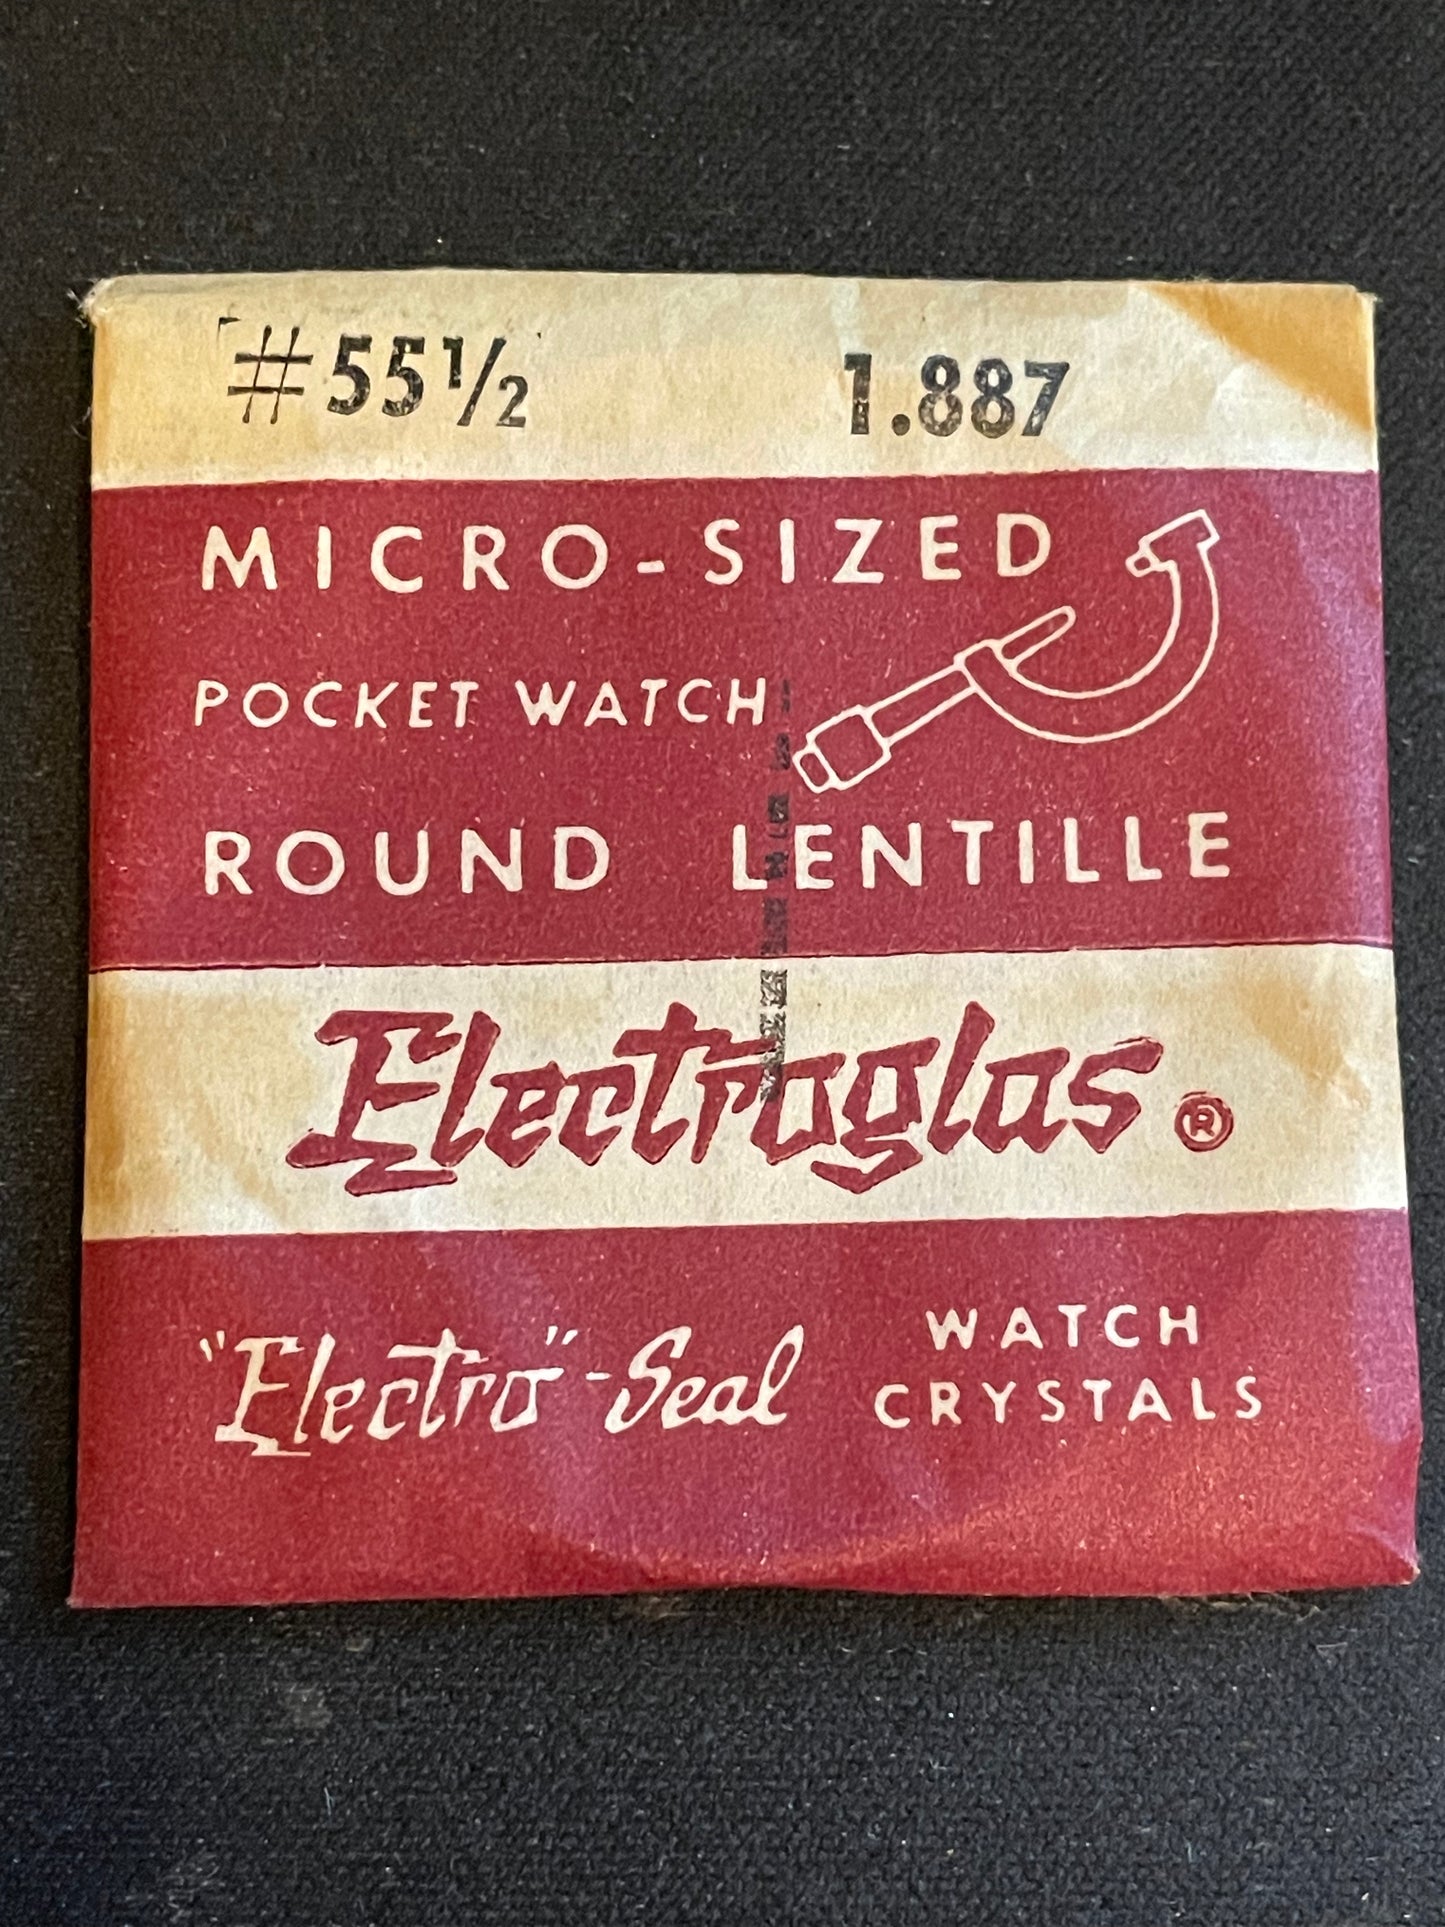 #55½ 1.887
MICRO-SIZED
POCKET WATCH
ROUND LENTILLE
Electroglas®
"Electro"-Seal WATCH
CRYSTALS